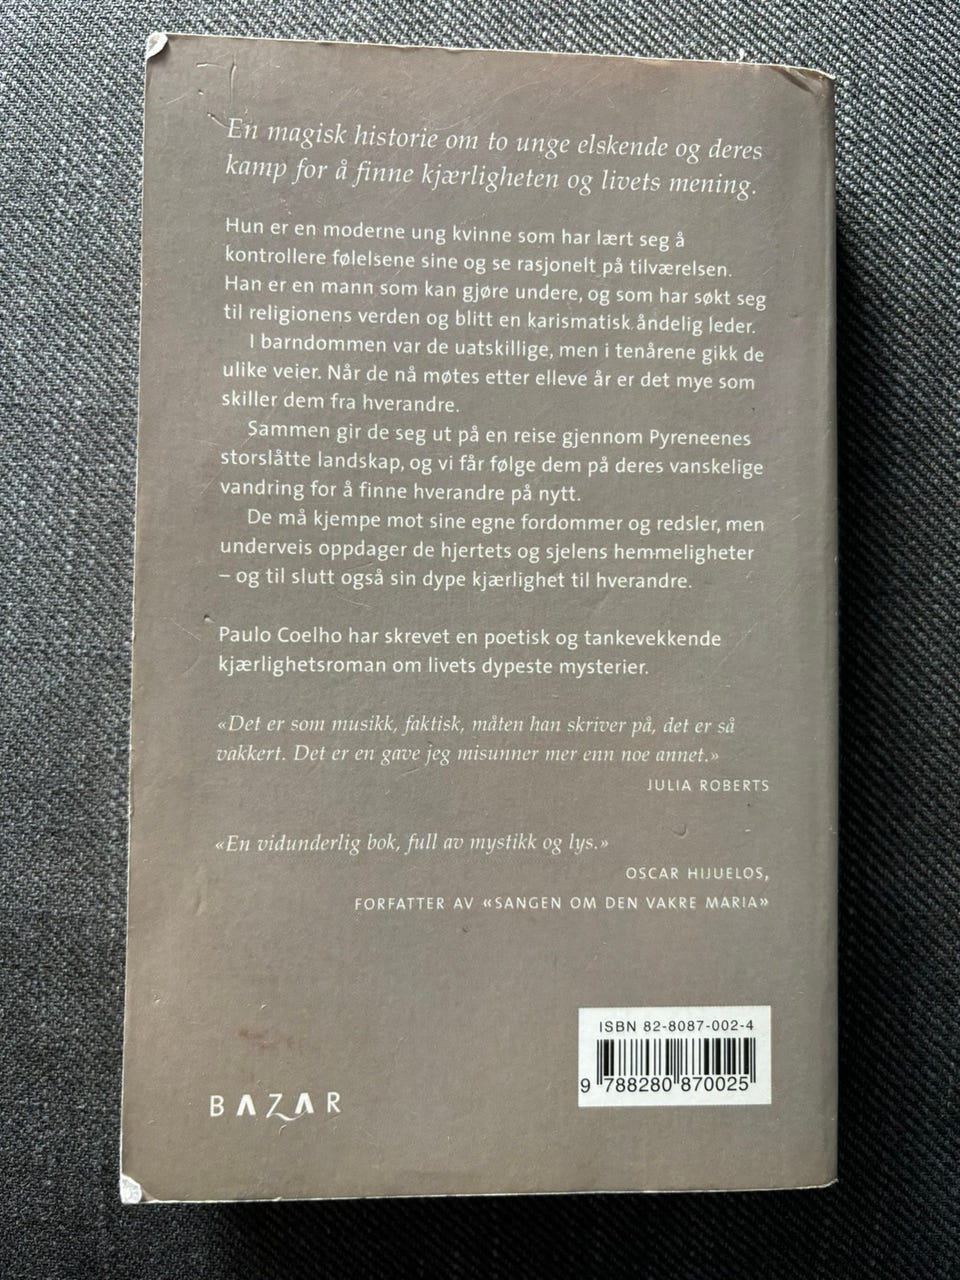 En magisk historie om to unge elskende og deres
kamp for å finne kjærligheten og livets mening.
Hun er en moderne ung kvinne som har lært seg å
kontrollere følelsene sine og se rasjonelt på tilværelsen.
Han er en mann som kan gjøre undere, og som har søkt seg
til religionens verden og blitt en karismatisk åndelig leder.
I barndommen var de uatskillige, men i tenårene gikk de
ulike veier. Når de nå møtes etter elleve år er det mye som
skiller dem fra hverandre.
Sammen gir de seg ut på en reise gjennom Pyreneenes
storslåtte landskap, og vi får følge dem på deres vanskelige
vandring for å finne hverandre på nytt.
De må kjempe mot sine egne fordommer og redsler, men
underveis oppdager de hjertets og sjelens hemmeligheter
– og til slutt også sin dype kjærlighet til hverandre.
Paulo Coelho har skrevet en poetisk og tankevekkende
kjærlighetsroman om livets dypeste mysterier.
«Det er som musikk, faktisk, måten han skriver på, det er så
vakkert. Det er en gave jeg misunner mer enn noe annet.»
JULIA ROBERTS
«En vidunderlig bok, full av mystikk og lys.»
OSCAR HIJUELOS,
FORFATTER AV «SANGEN OM DEN VAKRE MARIA»
ISBN 82-8087-002-4
9 788280 870025
BAZAR